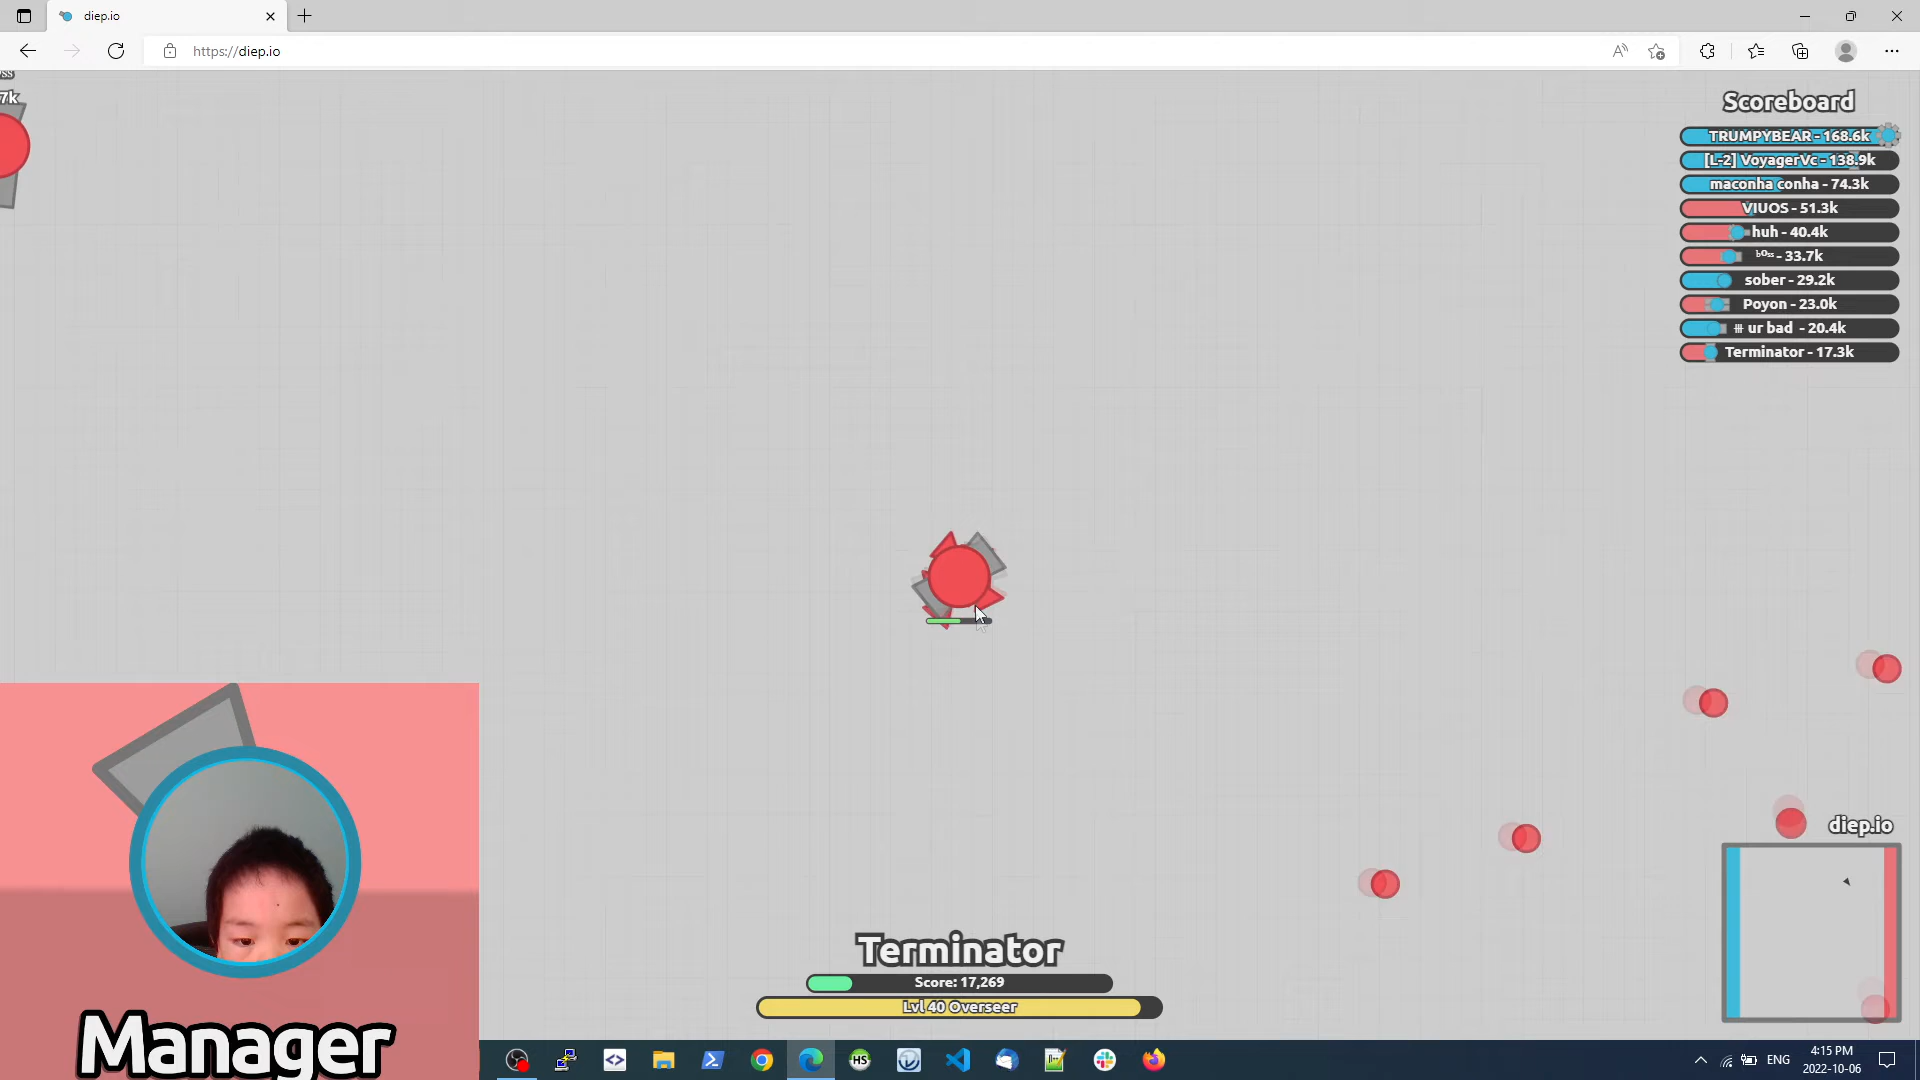 diep.io
https://diep.io
7k
Scoreboard
TRUMPYBEAR - 168.6k
[L-2] VoyagerVc - 138.9k
maconha conha - 74.3k
VIUOS - 51.3k
huh - 40.4k
ᵇᴼˢˢ - 33.7k
sober - 29.2k
Poyon - 23.0k
ur bad - 20.4k
Terminator - 17.3k
diep.io
Terminator
Score: 17,269
Lvl 40 Overseer
Manager
HS
ENG
4:15 PM
2022-10-06